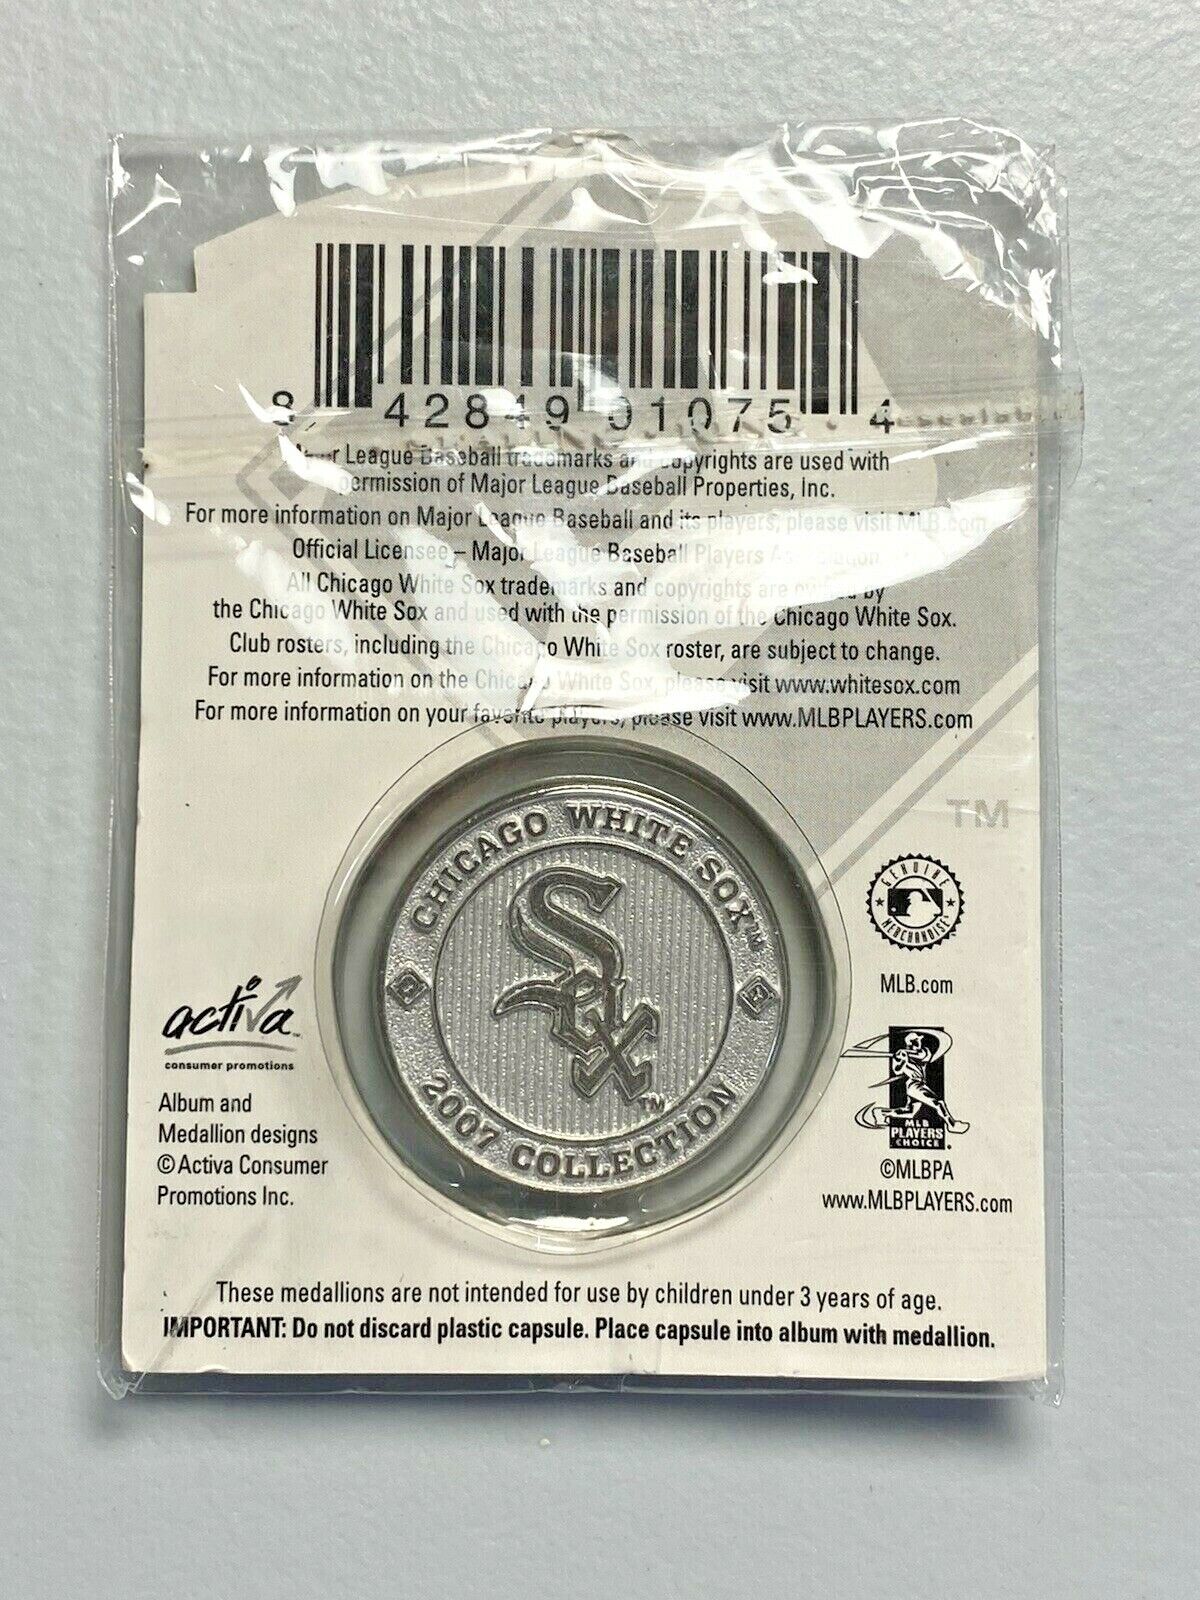 8 42849 01075 4
League Baseball trademarks and copyrights are used with
permission of Major League Baseball Properties, Inc.
For more information on Major League Baseball and its players, please visit MLB.com
Official Licensee – Major League Baseball Players Association
All Chicago White Sox trademarks and copyrights are owned by
the Chicago White Sox and used with the permission of the Chicago White Sox.
Club rosters, including the Chicago White Sox roster, are subject to change.
For more information on the Chicago White Sox, please visit www.whitesox.com
For more information on your favorite players, please visit www.MLBPLAYERS.com
TM
CHICAGO WHITE SOX™
SOX
TM
2007 COLLECTION
GENUINE
MERCHANDISE
MLB.com
activa
consumer promotions
Album and
Medallion designs
©Activa Consumer
Promotions Inc.
MLB
PLAYERS
CHOICE
©MLBPA
www.MLBPLAYERS.com
These medallions are not intended for use by children under 3 years of age.
IMPORTANT: Do not discard plastic capsule. Place capsule into album with medallion.